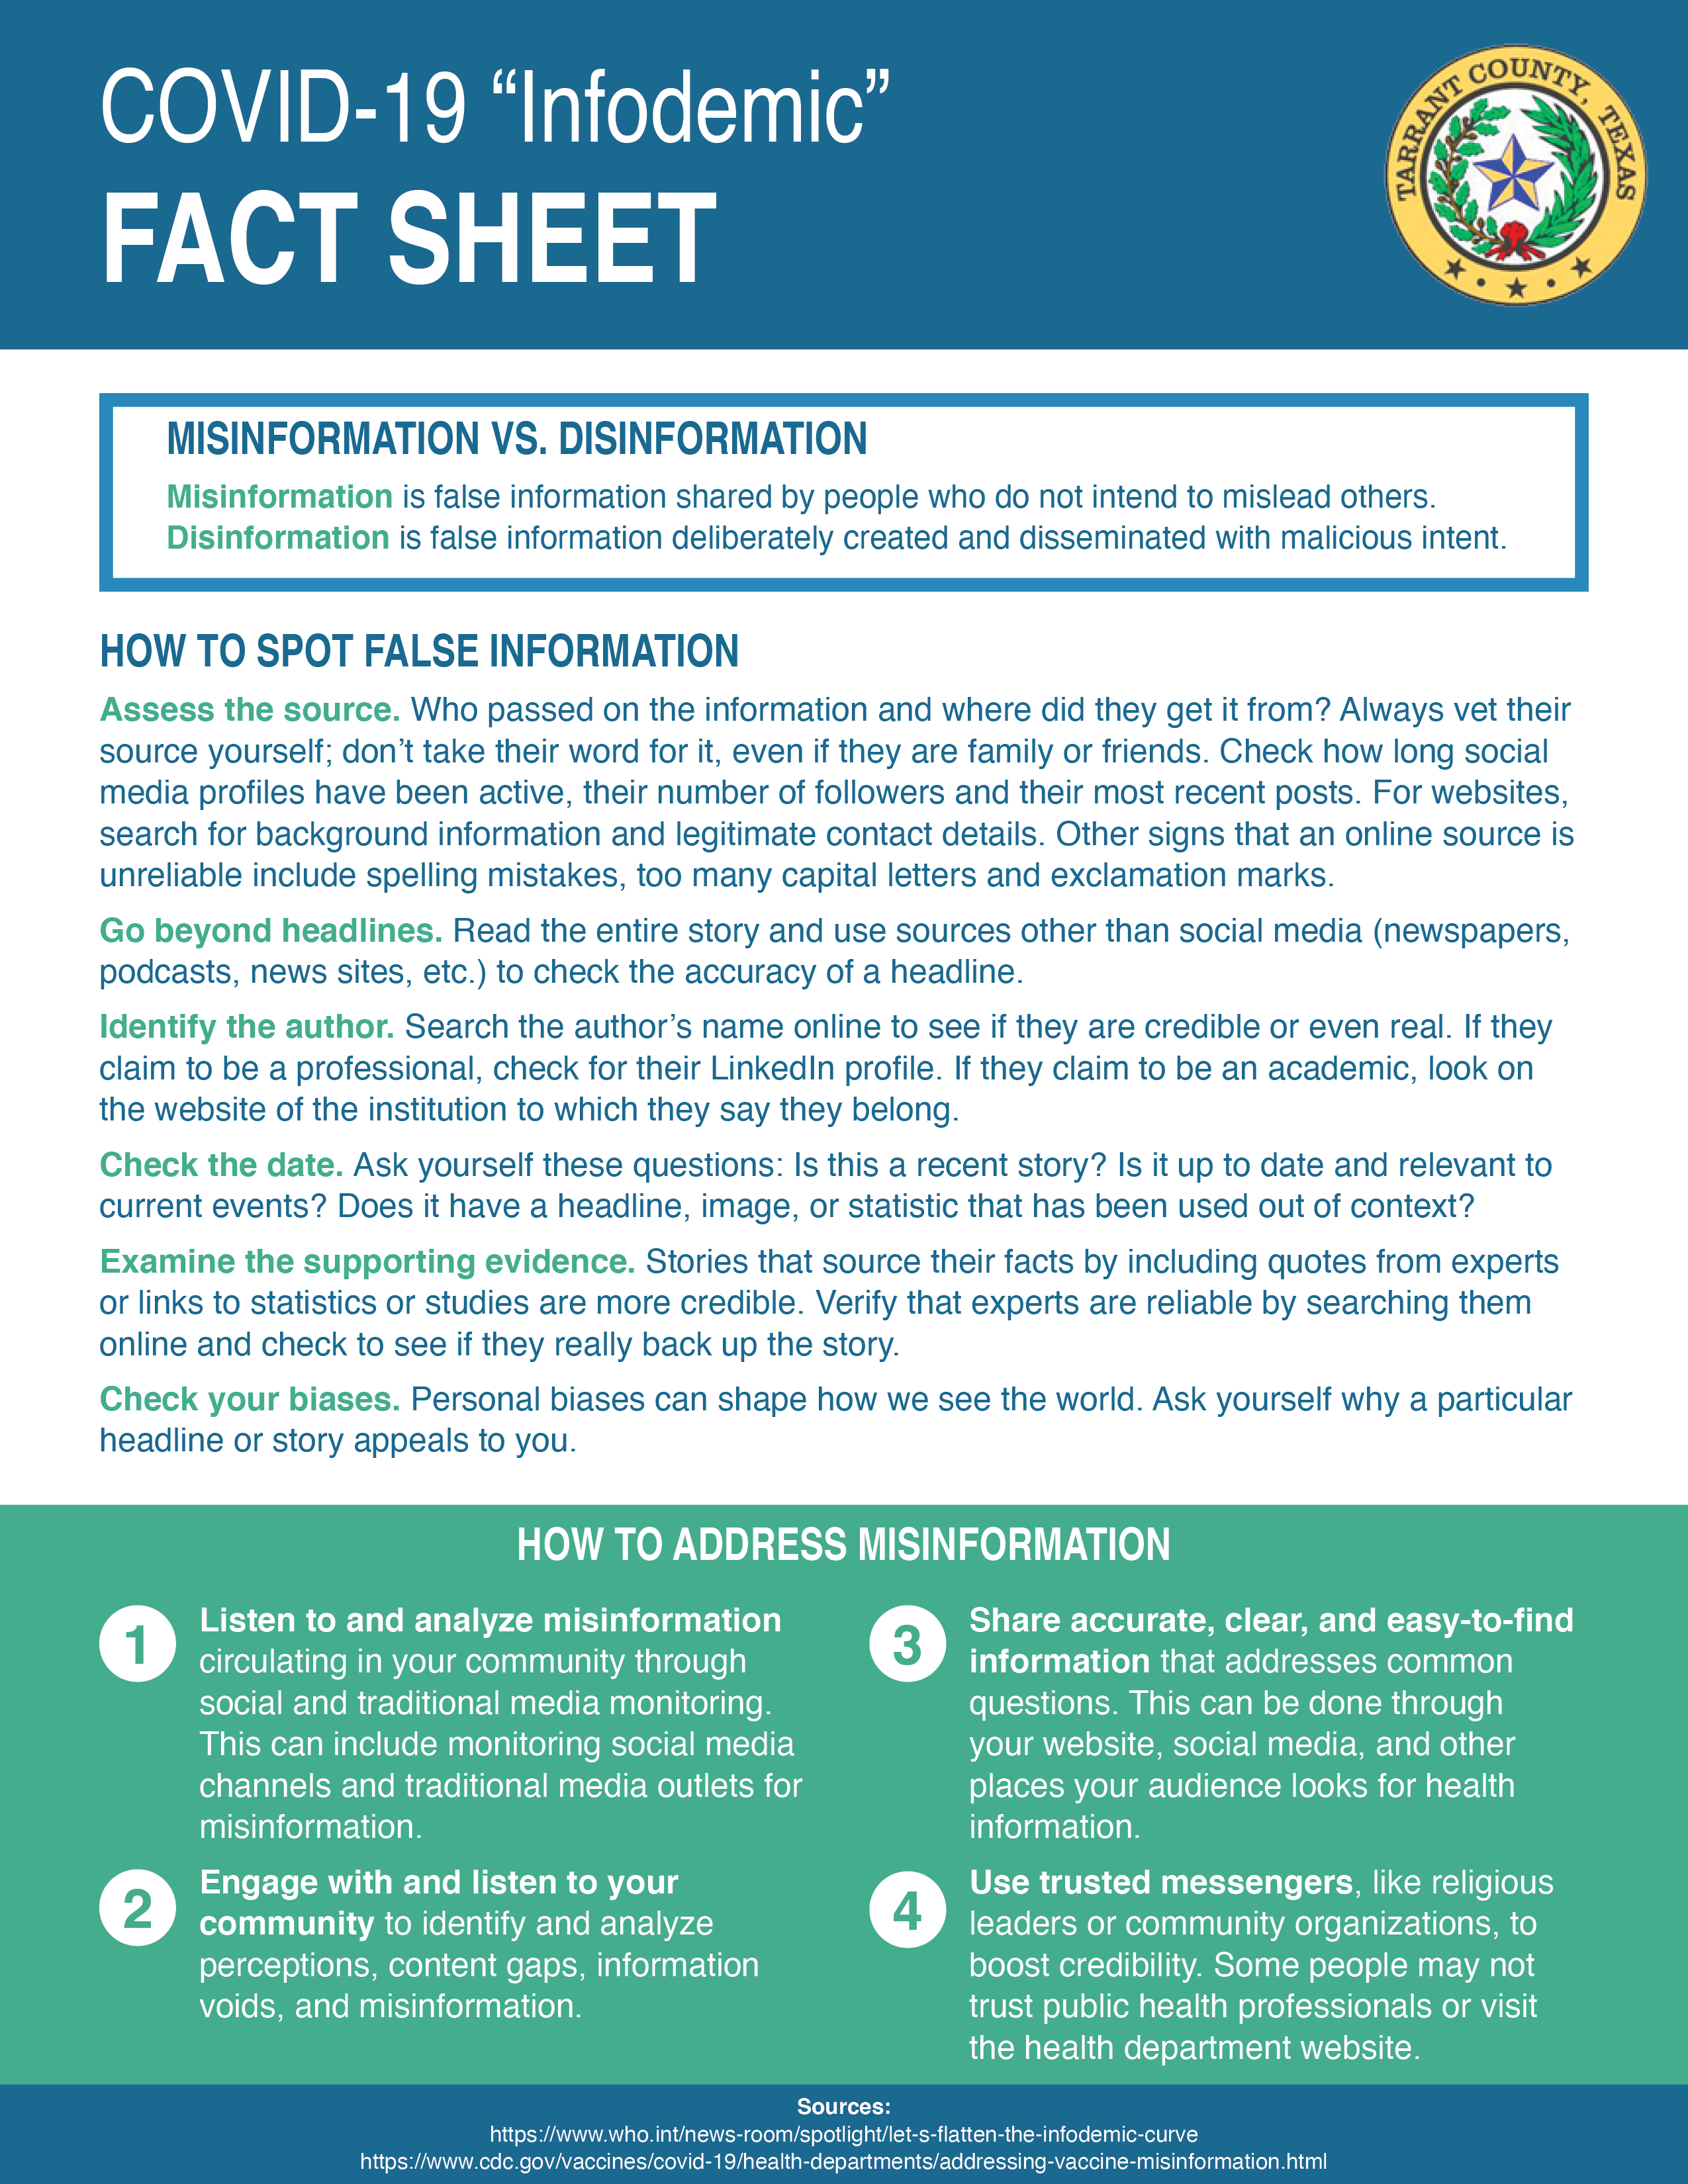 COVID-19 “Infodemic”
FACT SHEET
TARRANT COUNTY, TEXAS
MISINFORMATION VS. DISINFORMATION
Misinformation is false information shared by people who do not intend to mislead others.
Disinformation is false information deliberately created and disseminated with malicious intent.
HOW TO SPOT FALSE INFORMATION
Assess the source. Who passed on the information and where did they get it from? Always vet their
source yourself; don’t take their word for it, even if they are family or friends. Check how long social
media profiles have been active, their number of followers and their most recent posts. For websites,
search for background information and legitimate contact details. Other signs that an online source is
unreliable include spelling mistakes, too many capital letters and exclamation marks.
Go beyond headlines. Read the entire story and use sources other than social media (newspapers,
podcasts, news sites, etc.) to check the accuracy of a headline.
Identify the author. Search the author’s name online to see if they are credible or even real. If they
claim to be a professional, check for their LinkedIn profile. If they claim to be an academic, look on
the website of the institution to which they say they belong.
Check the date. Ask yourself these questions: Is this a recent story? Is it up to date and relevant to
current events? Does it have a headline, image, or statistic that has been used out of context?
Examine the supporting evidence. Stories that source their facts by including quotes from experts
or links to statistics or studies are more credible. Verify that experts are reliable by searching them
online and check to see if they really back up the story.
Check your biases. Personal biases can shape how we see the world. Ask yourself why a particular
headline or story appeals to you.
HOW TO ADDRESS MISINFORMATION
1
Listen to and analyze misinformation
circulating in your community through
social and traditional media monitoring.
This can include monitoring social media
channels and traditional media outlets for
misinformation.
2
Engage with and listen to your
community to identify and analyze
perceptions, content gaps, information
voids, and misinformation.
3
Share accurate, clear, and easy-to-find
information that addresses common
questions. This can be done through
your website, social media, and other
places your audience looks for health
information.
4
Use trusted messengers, like religious
leaders or community organizations, to
boost credibility. Some people may not
trust public health professionals or visit
the health department website.
Sources:
https://www.who.int/news-room/spotlight/let-s-flatten-the-infodemic-curve
https://www.cdc.gov/vaccines/covid-19/health-departments/addressing-vaccine-misinformation.html